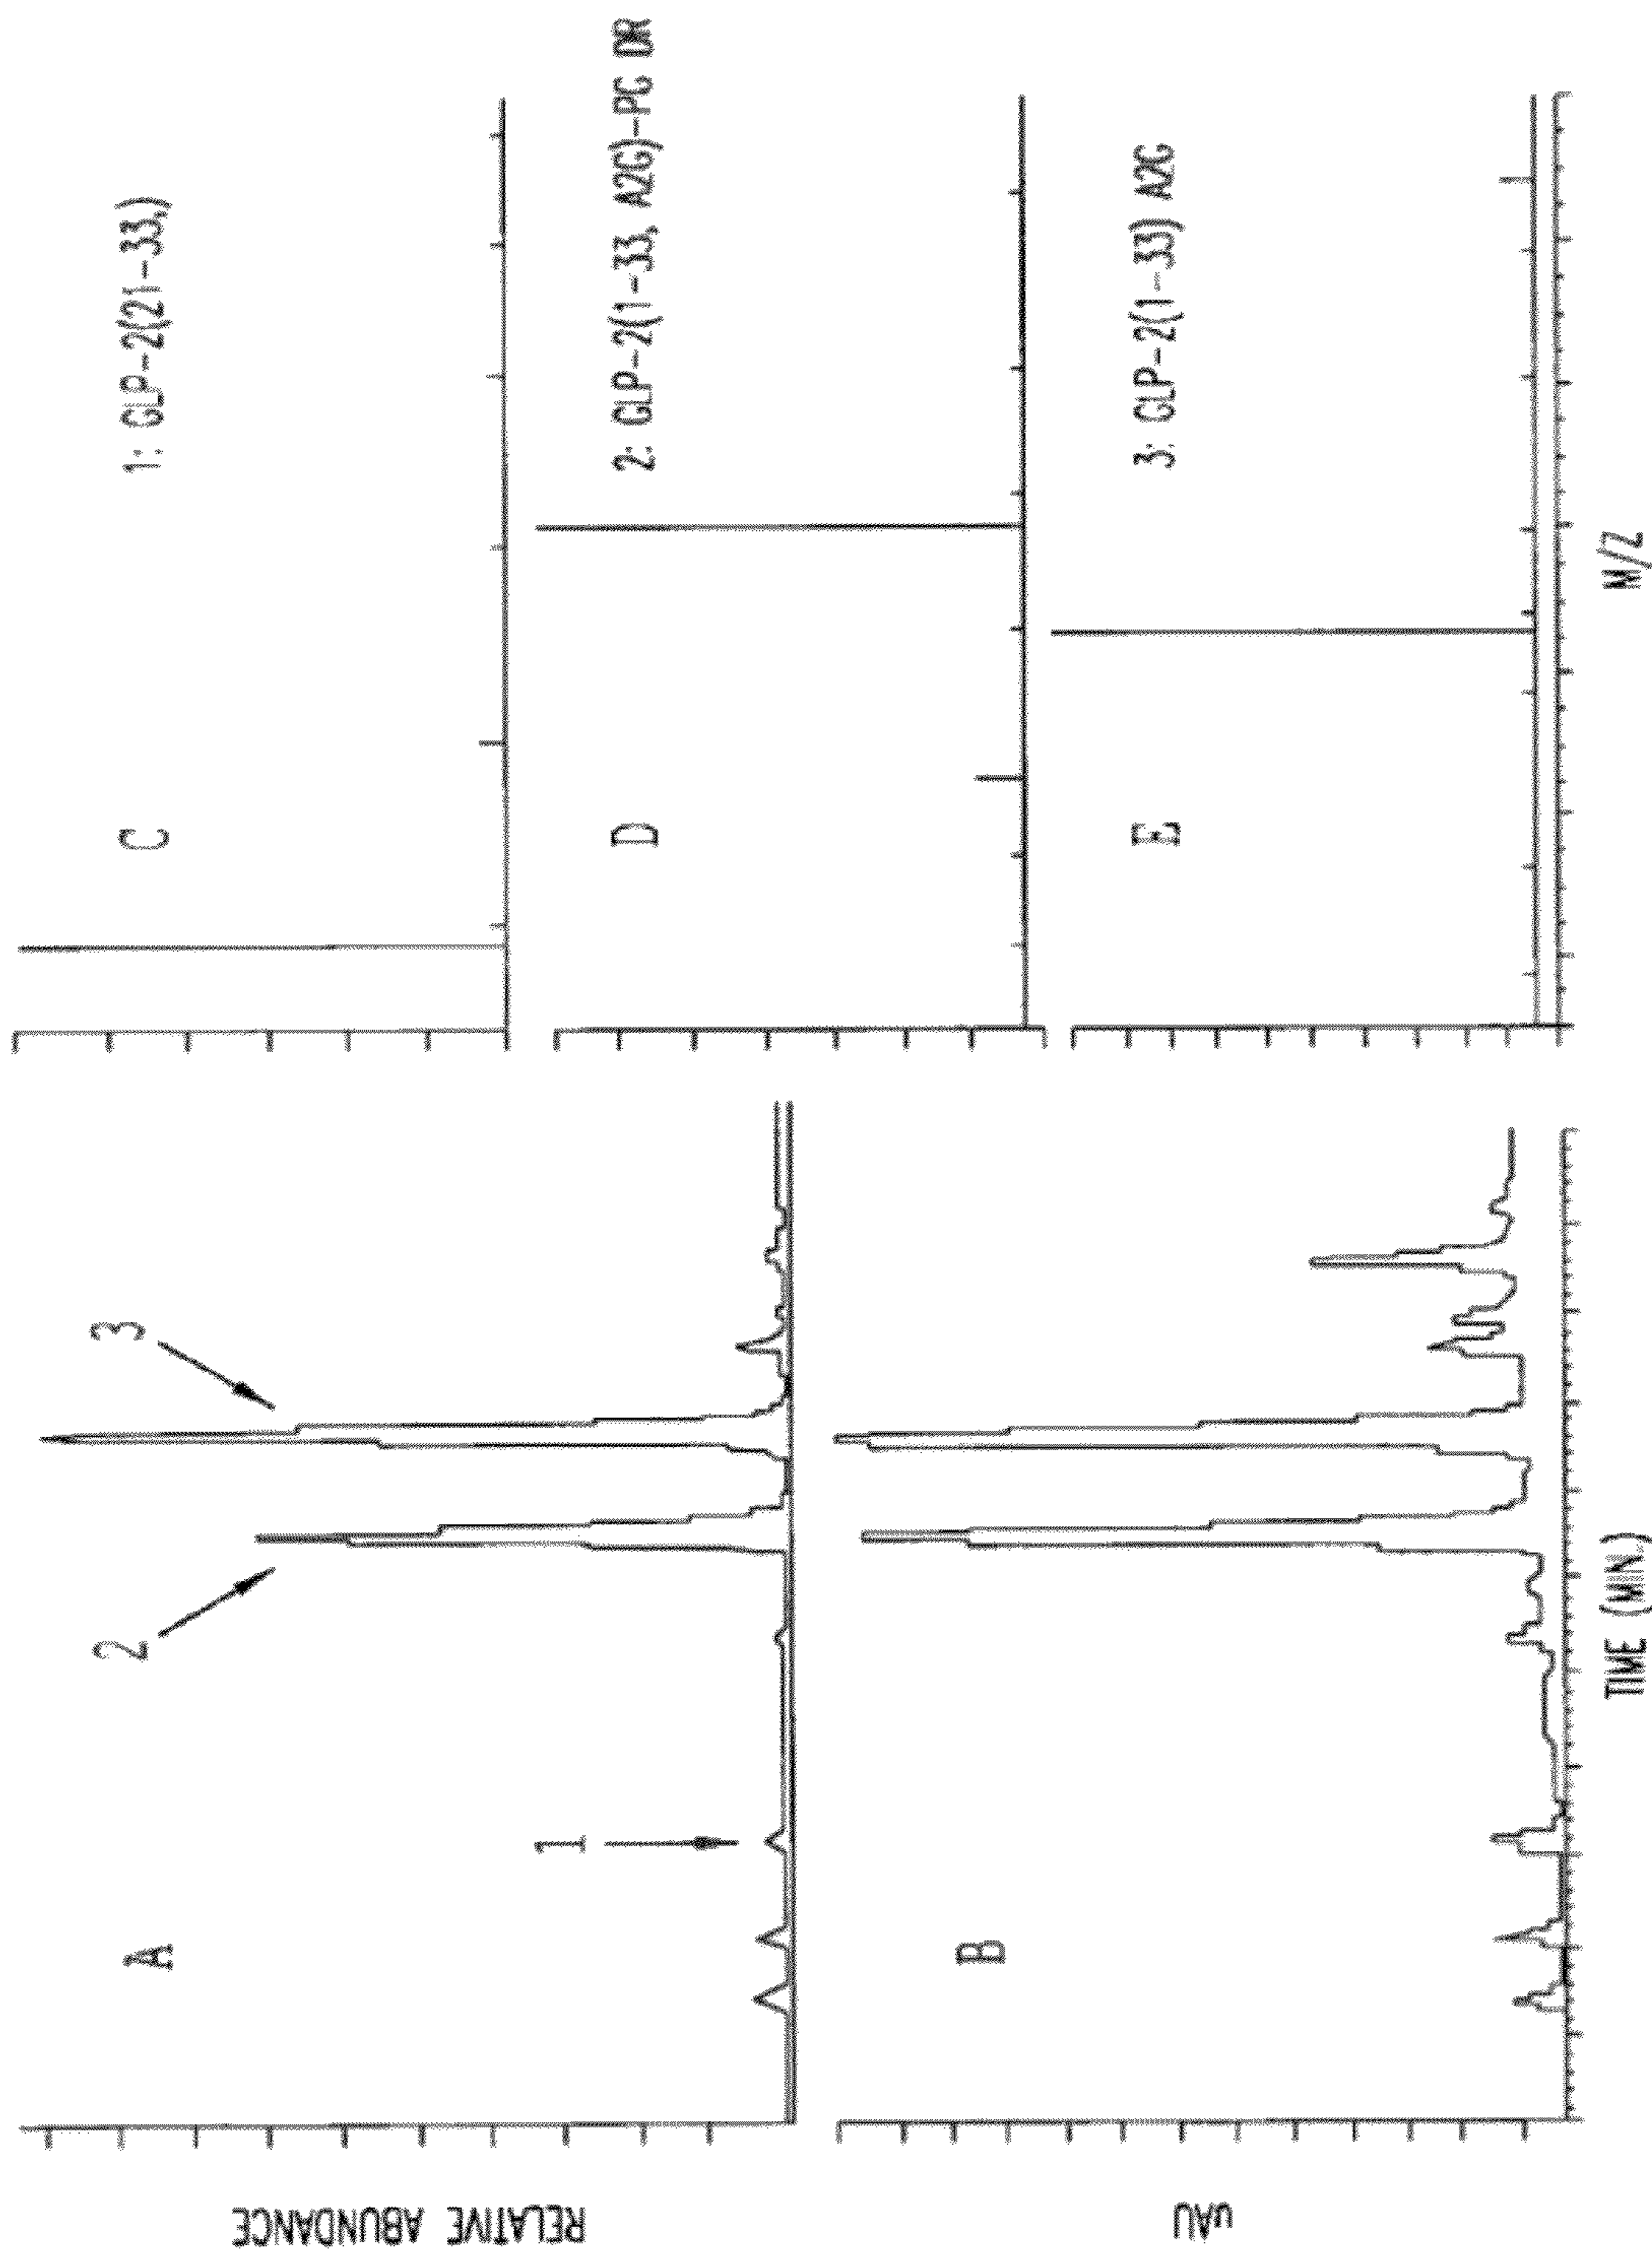 A
1
2
3
RELATIVE ABUNDANCE
B
uAU
TIME (MIN.)
C
1: GLP-2(21-33,)
D
2: GLP-2(1-33, A2G)-PG DR
E
3: GLP-2(1-33) A2G
M/Z